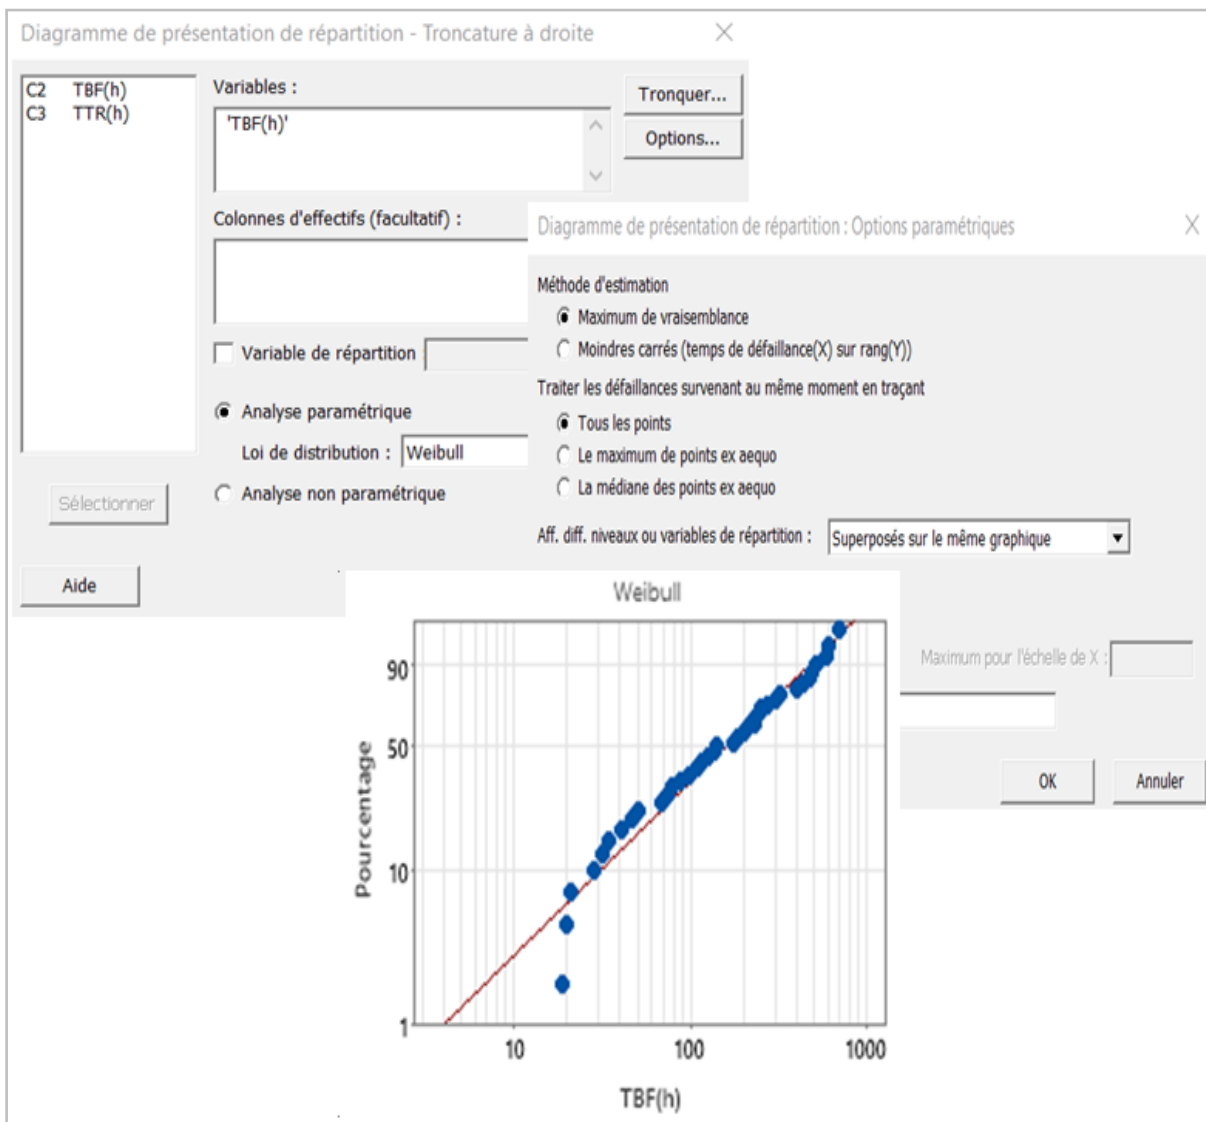 Diagramme de présentation de répartition - Troncature à droite
C2 TBF(h)
C3 TTR(h)
Variables :
'TBF(h)'
Tronquer...
Options...
Colonnes d'effectifs (facultatif) :
Variable de répartition
Analyse paramétrique
Loi de distribution : Weibull
Analyse non paramétrique
Sélectionner
Aide
Diagramme de présentation de répartition : Options paramétriques
Méthode d'estimation
Maximum de vraisemblance
Moindres carrés (temps de défaillance(X) sur rang(Y))
Traiter les défaillances survenant au même moment en traçant
Tous les points
Le maximum de points ex aequo
La médiane des points ex aequo
Aff. diff. niveaux ou variables de répartition : Superposés sur le même graphique
Maximum pour l'échelle de X :
OK
Annuler
Weibull
Pourcentage
90
50
10
1
10 100 1000
TBF(h)